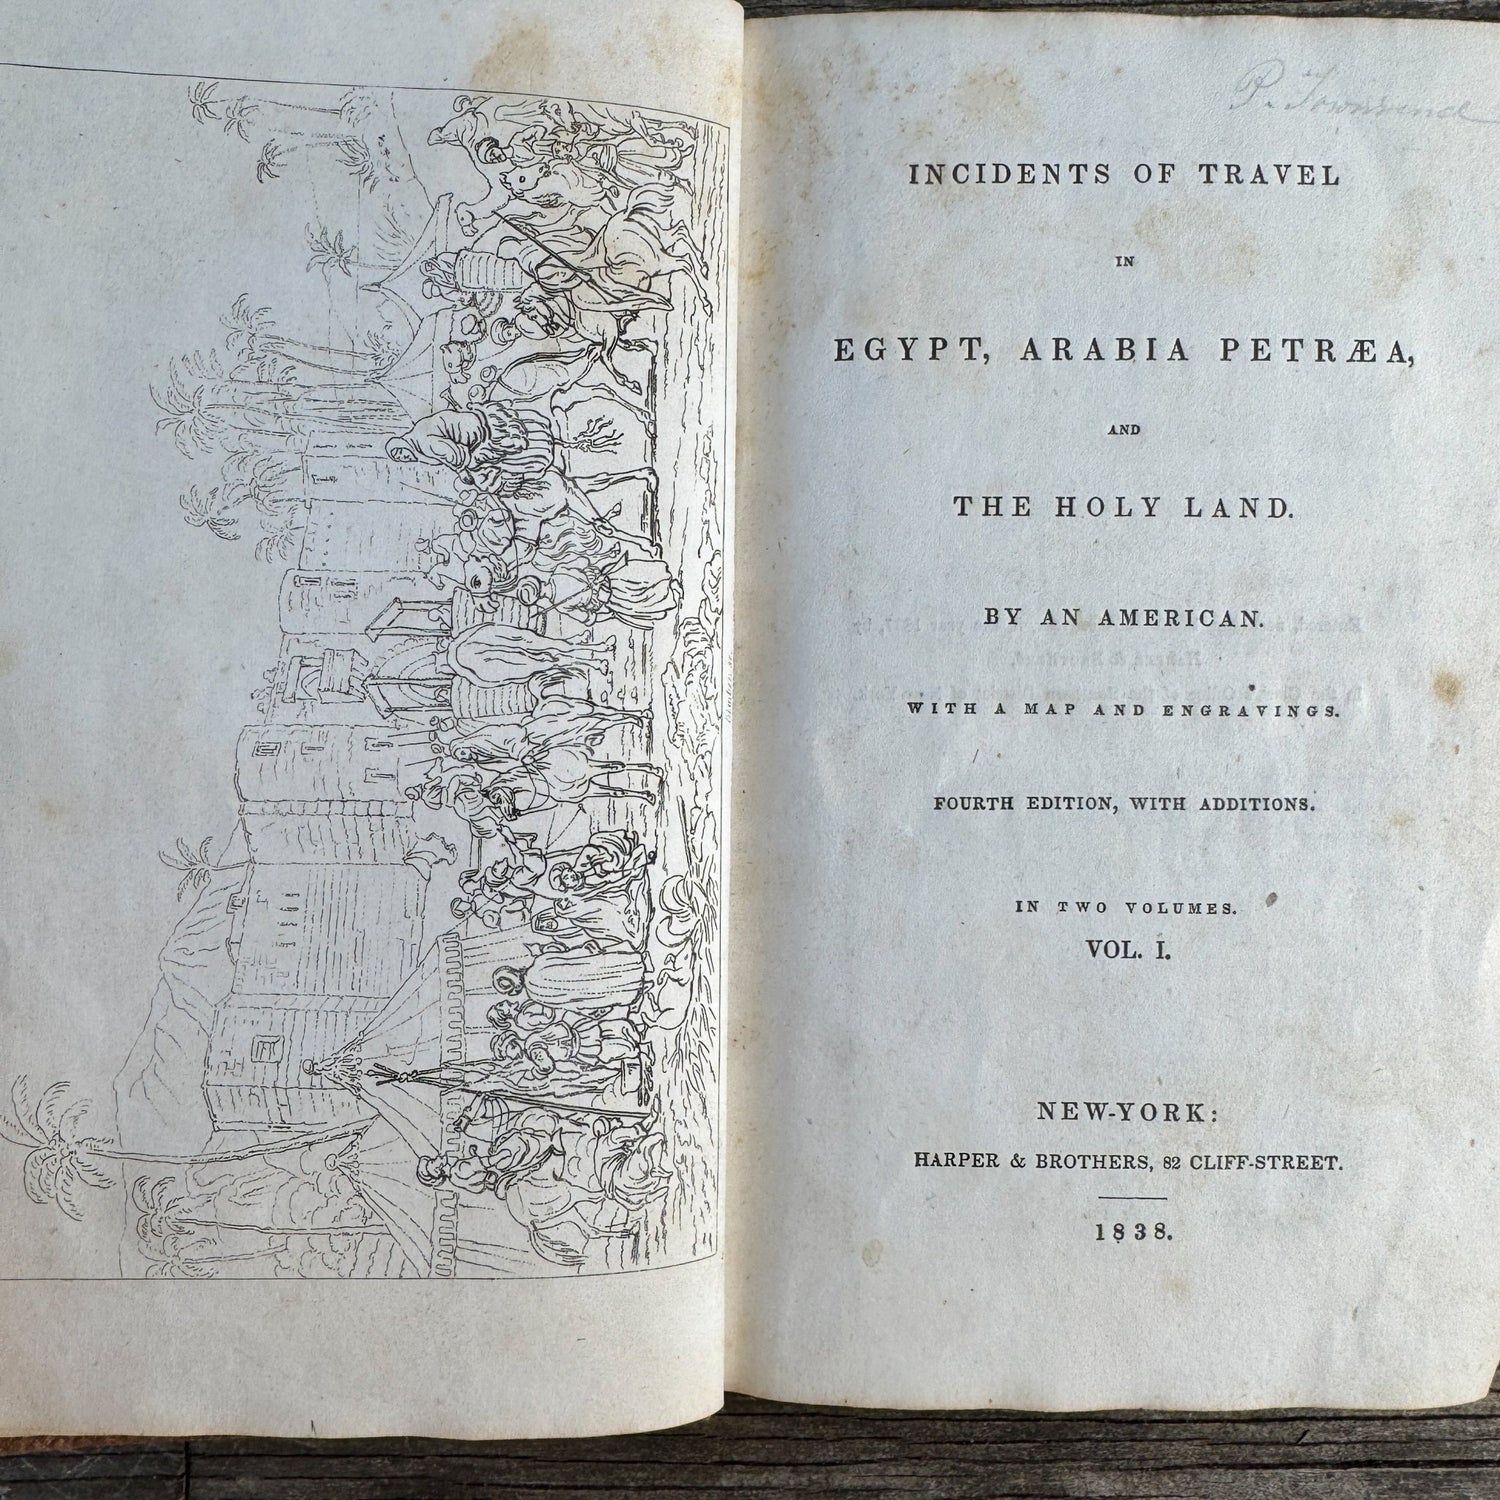 P. Townsend
INCIDENTS OF TRAVEL
IN
EGYPT, ARABIA PETRÆA,
AND
THE HOLY LAND.
BY AN AMERICAN.
WITH A MAP AND ENGRAVINGS.
FOURTH EDITION, WITH ADDITIONS.
IN TWO VOLUMES.
VOL. I.
NEW-YORK:
HARPER & BROTHERS, 82 CLIFF-STREET.
1838.